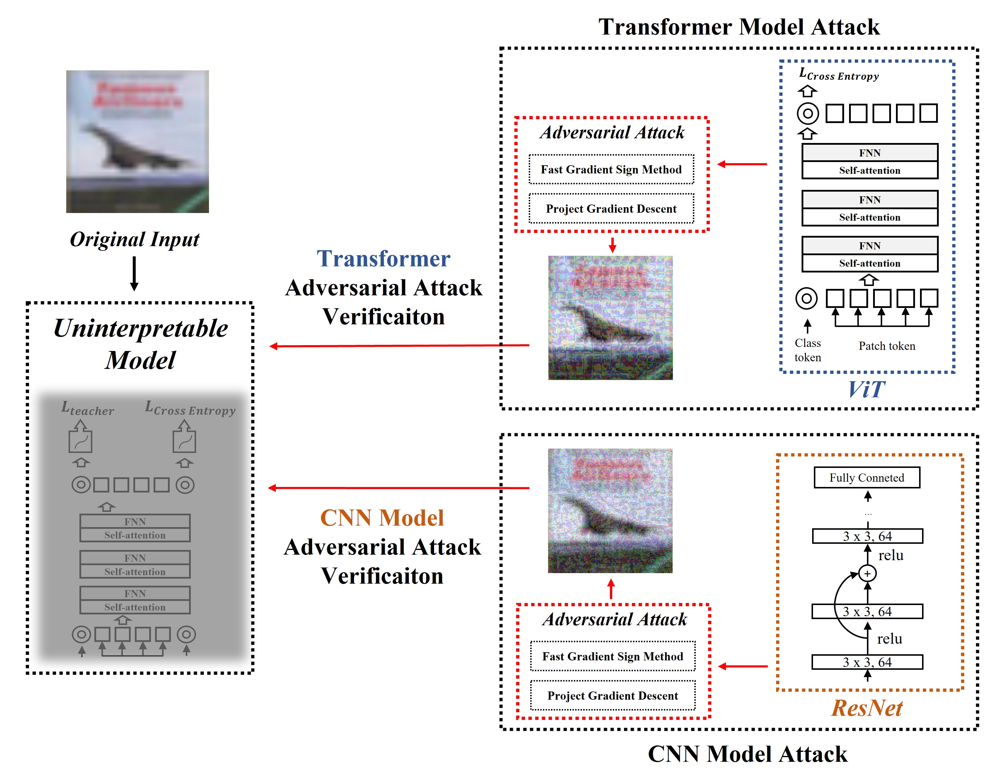 Transformer Model Attack
Original Input
Uninterpretable
Model
L teacher
L Cross Entropy
FNN
Self-attention
FNN
Self-attention
FNN
Self-attention
Transformer
Adversarial Attack
Verificaiton
CNN Model
Adversarial Attack
Verificaiton
Adversarial Attack
Fast Gradient Sign Method
Project Gradient Descent
L Cross Entropy
FNN
Self-attention
FNN
Self-attention
FNN
Self-attention
Class
token
Patch token
ViT
Adversarial Attack
Fast Gradient Sign Method
Project Gradient Descent
Fully Conneted
...
3 x 3, 64
relu
+
3 x 3, 64
relu
3 x 3, 64
ResNet
CNN Model Attack